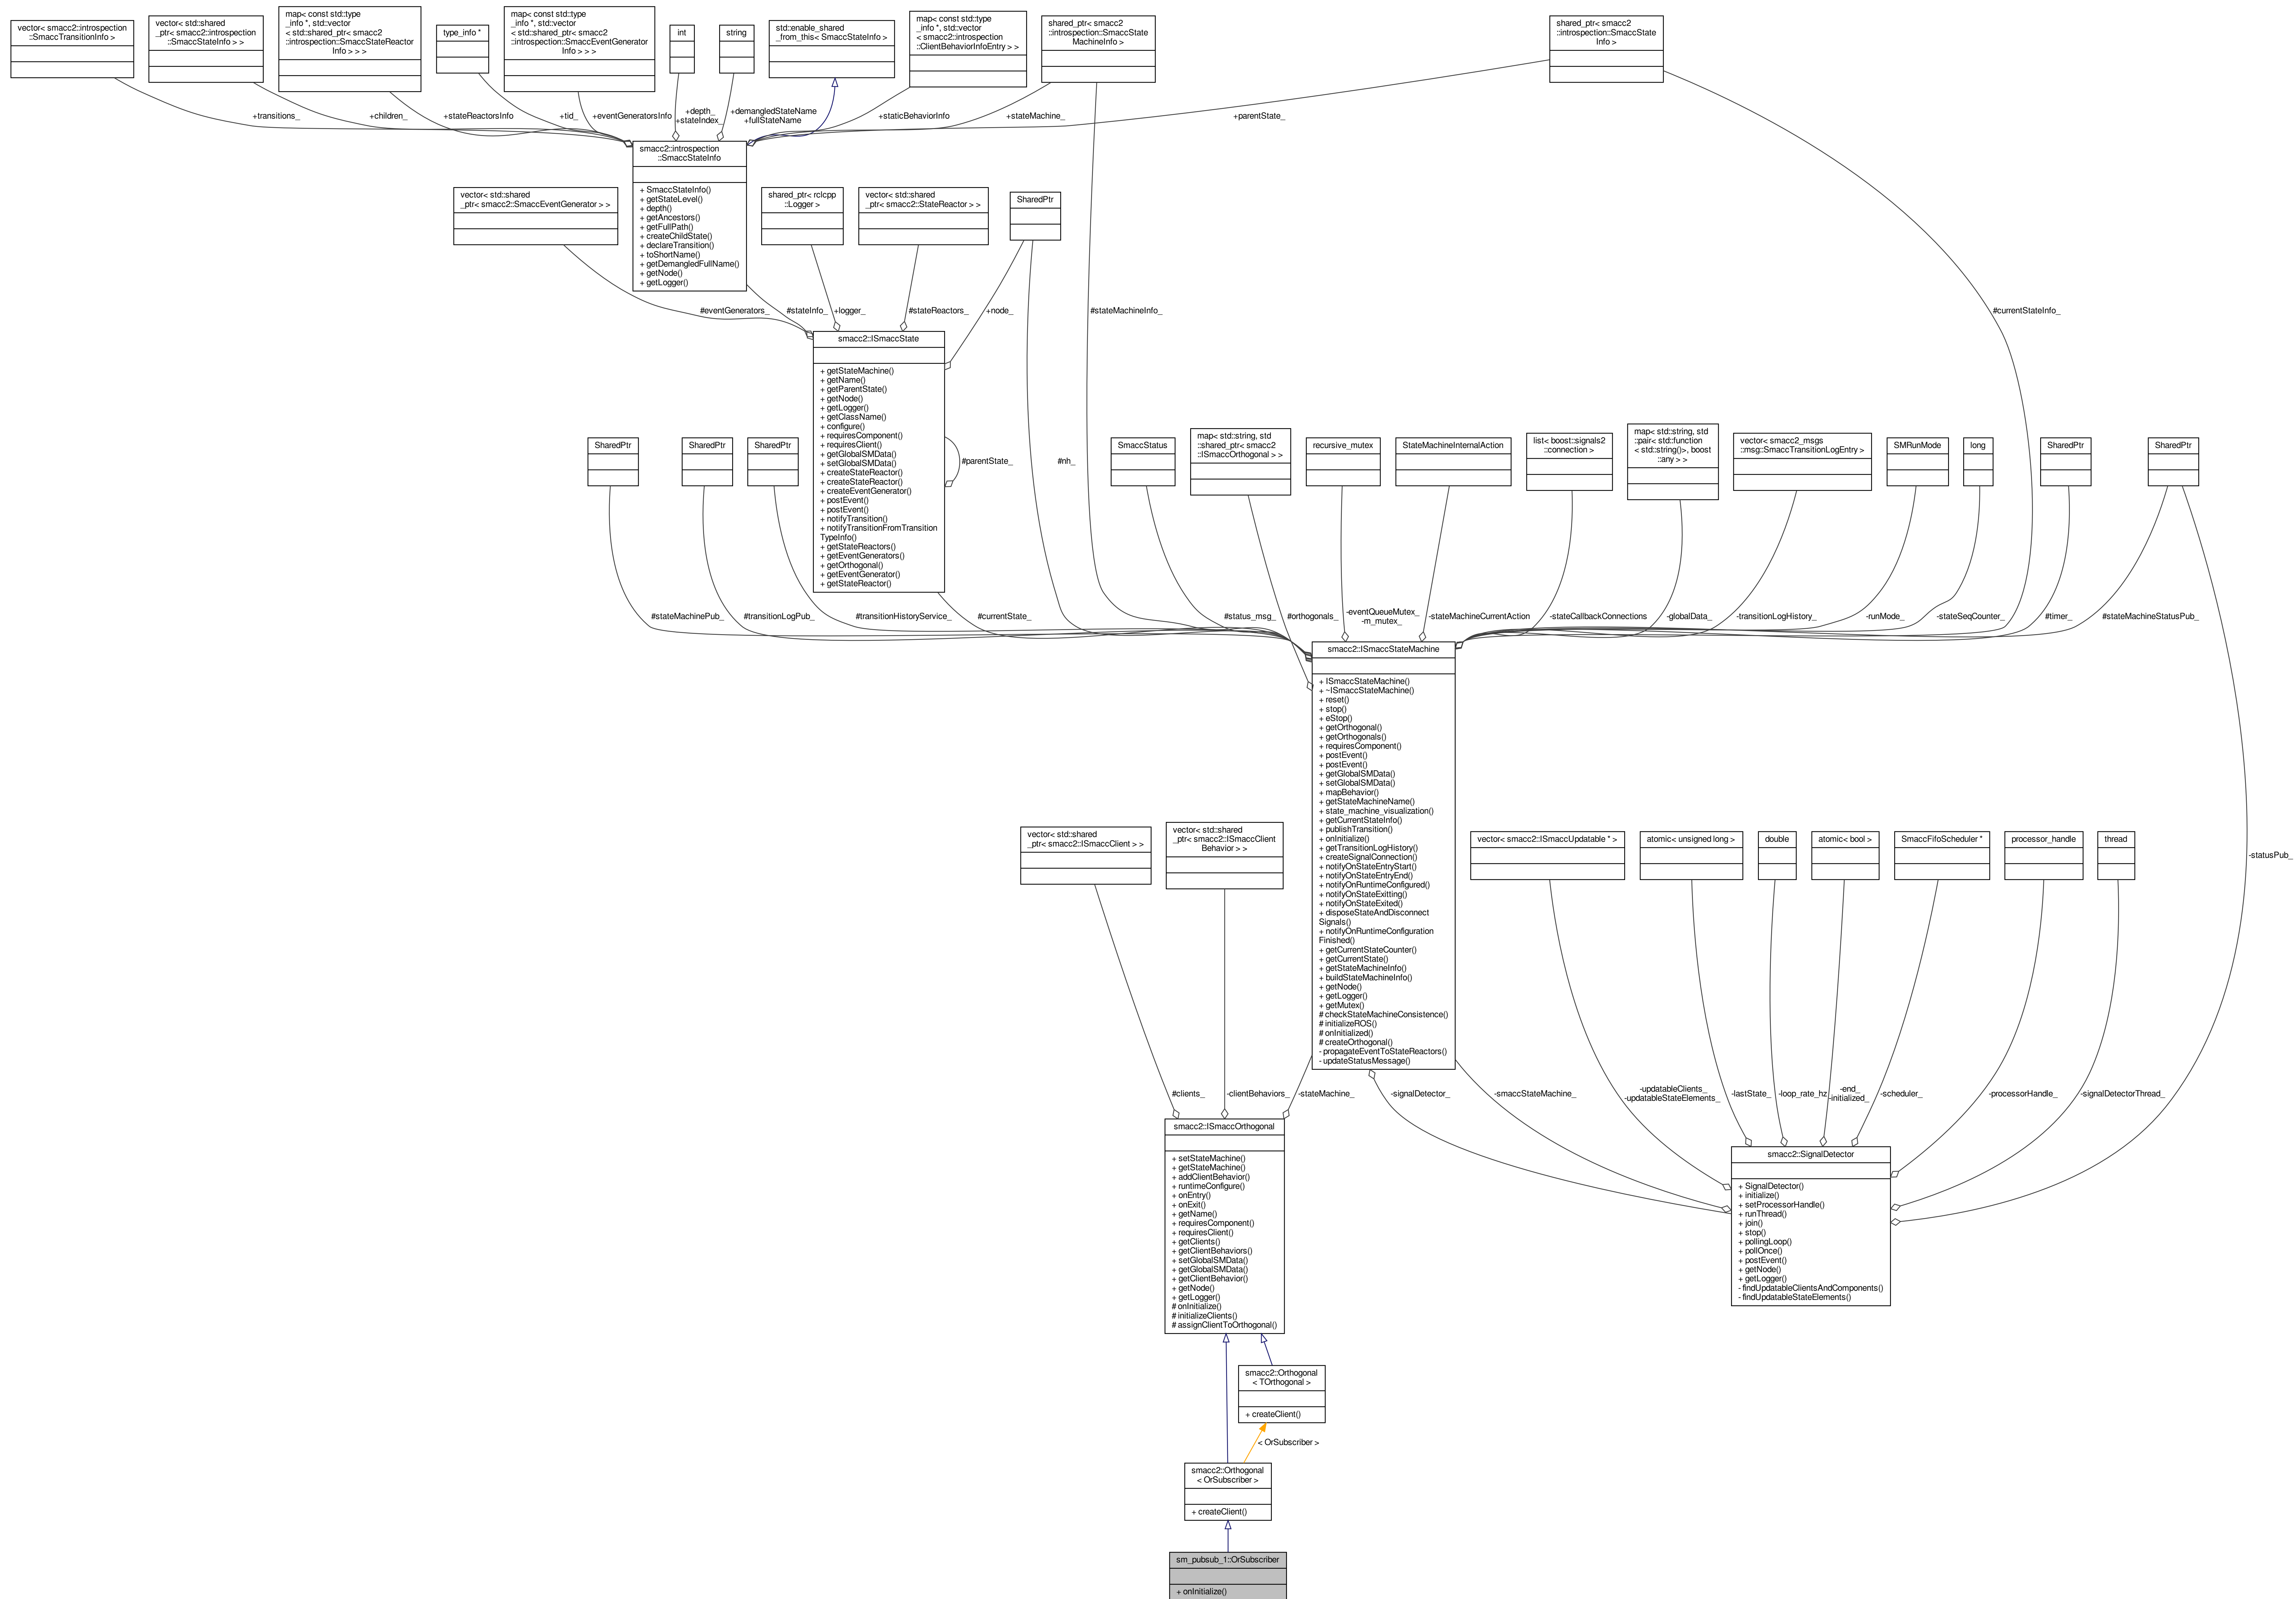 vector< smacc2::introspection
::SmaccTransitionInfo >
vector< std::shared
_ptr< smacc2::introspection
::SmaccStateInfo > >
map< const std::type
_info *, std::vector
< std::shared_ptr< smacc2
::introspection::SmaccStateReactor
Info > > >
type_info *
map< const std::type
_info *, std::vector
< std::shared_ptr< smacc2
::introspection::SmaccEventGenerator
Info > > >
int
string
std::enable_shared
_from_this< SmaccStateInfo >
map< const std::type
_info *, std::vector
< smacc2::introspection
::ClientBehaviorInfoEntry > >
shared_ptr< smacc2
::introspection::SmaccState
MachineInfo >
shared_ptr< smacc2
::introspection::SmaccState
Info >
+transitions_
+children_
+stateReactorsInfo
+tid_
+eventGeneratorsInfo
+depth_
+stateIndex_
+demangledStateName
+fullStateName
+staticBehaviorInfo
+stateMachine_
+parentState_
smacc2::introspection
::SmaccStateInfo
+ SmaccStateInfo()
+ getStateLevel()
+ depth()
+ getAncestors()
+ getFullPath()
+ createChildState()
+ declareTransition()
+ toShortName()
+ getDemangledFullName()
+ getNode()
+ getLogger()
vector< std::shared
_ptr< smacc2::SmaccEventGenerator > >
shared_ptr< rclcpp
::Logger >
vector< std::shared
_ptr< smacc2::StateReactor > >
SharedPtr
#eventGenerators_
#stateInfo_
+logger_
#stateReactors_
+node_
#stateMachineInfo_
#currentStateInfo_
smacc2::ISmaccState
+ getStateMachine()
+ getName()
+ getParentState()
+ getNode()
+ getLogger()
+ getClassName()
+ configure()
+ requiresComponent()
+ requiresClient()
+ getGlobalSMData()
+ setGlobalSMData()
+ createStateReactor()
+ createStateReactor()
+ createEventGenerator()
+ postEvent()
+ postEvent()
+ notifyTransition()
+ notifyTransitionFromTransition
TypeInfo()
+ getStateReactors()
+ getEventGenerators()
+ getOrthogonal()
+ getEventGenerator()
+ getStateReactor()
#parentState_
#nh_
SharedPtr
SharedPtr
SharedPtr
SmaccStatus
map< std::string, std
::shared_ptr< smacc2
::ISmaccOrthogonal > >
recursive_mutex
StateMachineInternalAction
list< boost::signals2
::connection >
map< std::string, std
::pair< std::function
< std::string()>, boost
::any > >
vector< smacc2_msgs
::msg::SmaccTransitionLogEntry >
SMRunMode
long
SharedPtr
SharedPtr
#stateMachinePub_
#transitionLogPub_
#transitionHistoryService_
#currentState_
#status_msg_
#orthogonals_
-eventQueueMutex_
-m_mutex_
-stateMachineCurrentAction
-stateCallbackConnections
-globalData_
-transitionLogHistory_
-runMode_
-stateSeqCounter_
#timer_
#stateMachineStatusPub_
smacc2::ISmaccStateMachine
+ ISmaccStateMachine()
+ ~ISmaccStateMachine()
+ reset()
+ stop()
+ eStop()
+ getOrthogonal()
+ getOrthogonals()
+ requiresComponent()
+ postEvent()
+ postEvent()
+ getGlobalSMData()
+ setGlobalSMData()
+ mapBehavior()
+ getStateMachineName()
+ state_machine_visualization()
+ getCurrentStateInfo()
+ publishTransition()
+ onInitialize()
+ getTransitionLogHistory()
+ createSignalConnection()
+ notifyOnStateEntryStart()
+ notifyOnStateEntryEnd()
+ notifyOnRuntimeConfigured()
+ notifyOnStateExitting()
+ notifyOnStateExited()
+ disposeStateAndDisconnect
Signals()
+ notifyOnRuntimeConfiguration
Finished()
+ getCurrentStateCounter()
+ getCurrentState()
+ getStateMachineInfo()
+ buildStateMachineInfo()
+ getNode()
+ getLogger()
+ getMutex()
# checkStateMachineConsistence()
# initializeROS()
# onInitialized()
# createOrthogonal()
- propagateEventToStateReactors()
- updateStatusMessage()
vector< std::shared
_ptr< smacc2::ISmaccClient > >
vector< std::shared
_ptr< smacc2::ISmaccClient
Behavior > >
vector< smacc2::ISmaccUpdatable * >
atomic< unsigned long >
double
atomic< bool >
SmaccFifoScheduler *
processor_handle
thread
-statusPub_
#clients_
-clientBehaviors_
-stateMachine_
-signalDetector_
-smaccStateMachine_
-updatableClients_
-updatableStateElements_
-lastState_
-loop_rate_hz
-end_
-initialized_
-scheduler_
-processorHandle_
-signalDetectorThread_
smacc2::ISmaccOrthogonal
+ setStateMachine()
+ getStateMachine()
+ addClientBehavior()
+ runtimeConfigure()
+ onEntry()
+ onExit()
+ getName()
+ requiresComponent()
+ requiresClient()
+ getClients()
+ getClientBehaviors()
+ setGlobalSMData()
+ getGlobalSMData()
+ getClientBehavior()
+ getNode()
+ getLogger()
# onInitialize()
# initializeClients()
# assignClientToOrthogonal()
smacc2::SignalDetector
+ SignalDetector()
+ initialize()
+ setProcessorHandle()
+ runThread()
+ join()
+ stop()
+ pollingLoop()
+ pollOnce()
+ postEvent()
+ getNode()
+ getLogger()
- findUpdatableClientsAndComponents()
- findUpdatableStateElements()
smacc2::Orthogonal
< TOrthogonal >
+ createClient()
< OrSubscriber >
smacc2::Orthogonal
< OrSubscriber >
+ createClient()
sm_pubsub_1::OrSubscriber
+ onInitialize()